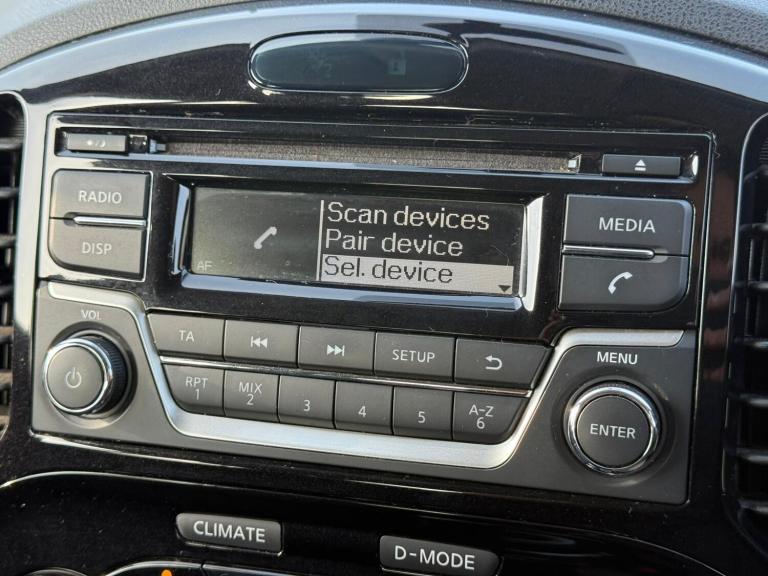 RADIO
DISP
Scan devices
Pair device
Sel. device
AF
MEDIA
VOL
TA
SETUP
MENU
RPT
1
MIX
2
3
4
5
A-Z
6
ENTER
CLIMATE
D-MODE